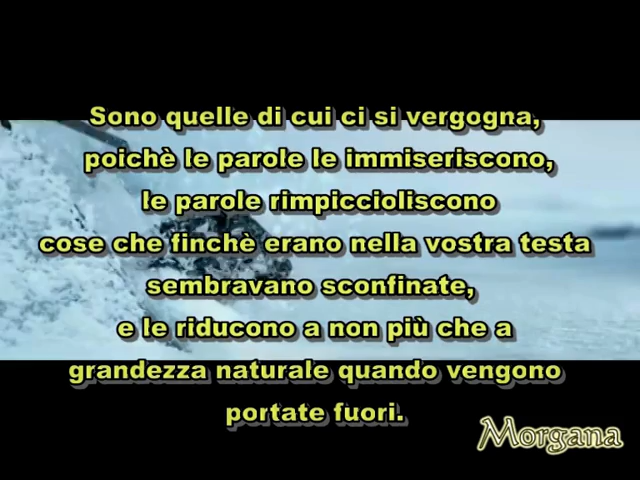 Sono quelle di cui ci si vergogna,
poichè le parole le immiseriscono,
le parole rimpiccioliscono
cose che finchè erano nella vostra testa
sembravano sconfinate,
e le riducono a non più che a
grandezza naturale quando vengono
portate fuori.
Morgana